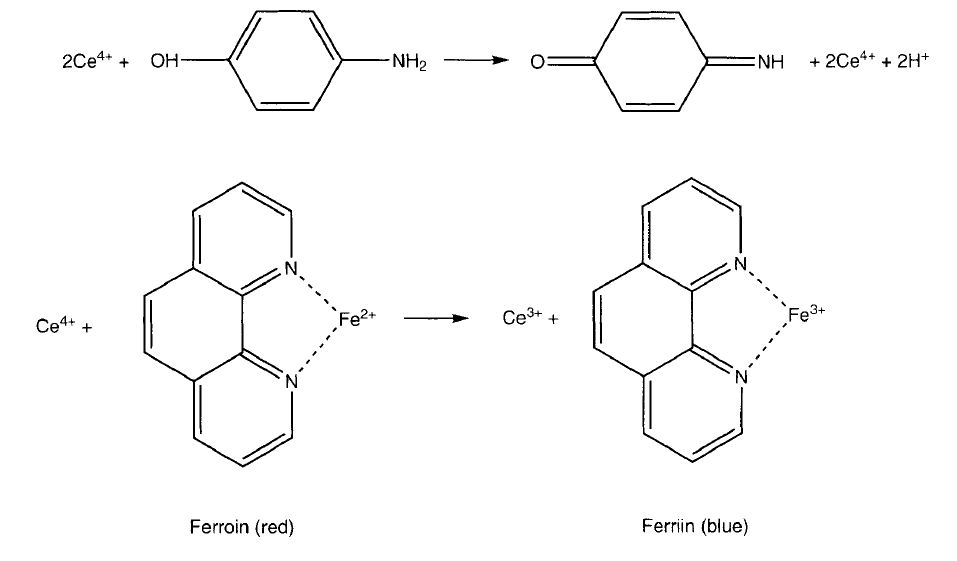 2Ce⁴⁺ + OH NH₂ O NH + 2Ce⁴⁺ + 2H⁺
N N
Ce⁴⁺ + Fe²⁺ Ce³⁺ + Fe³⁺
N N
Ferroin (red) Ferriin (blue)